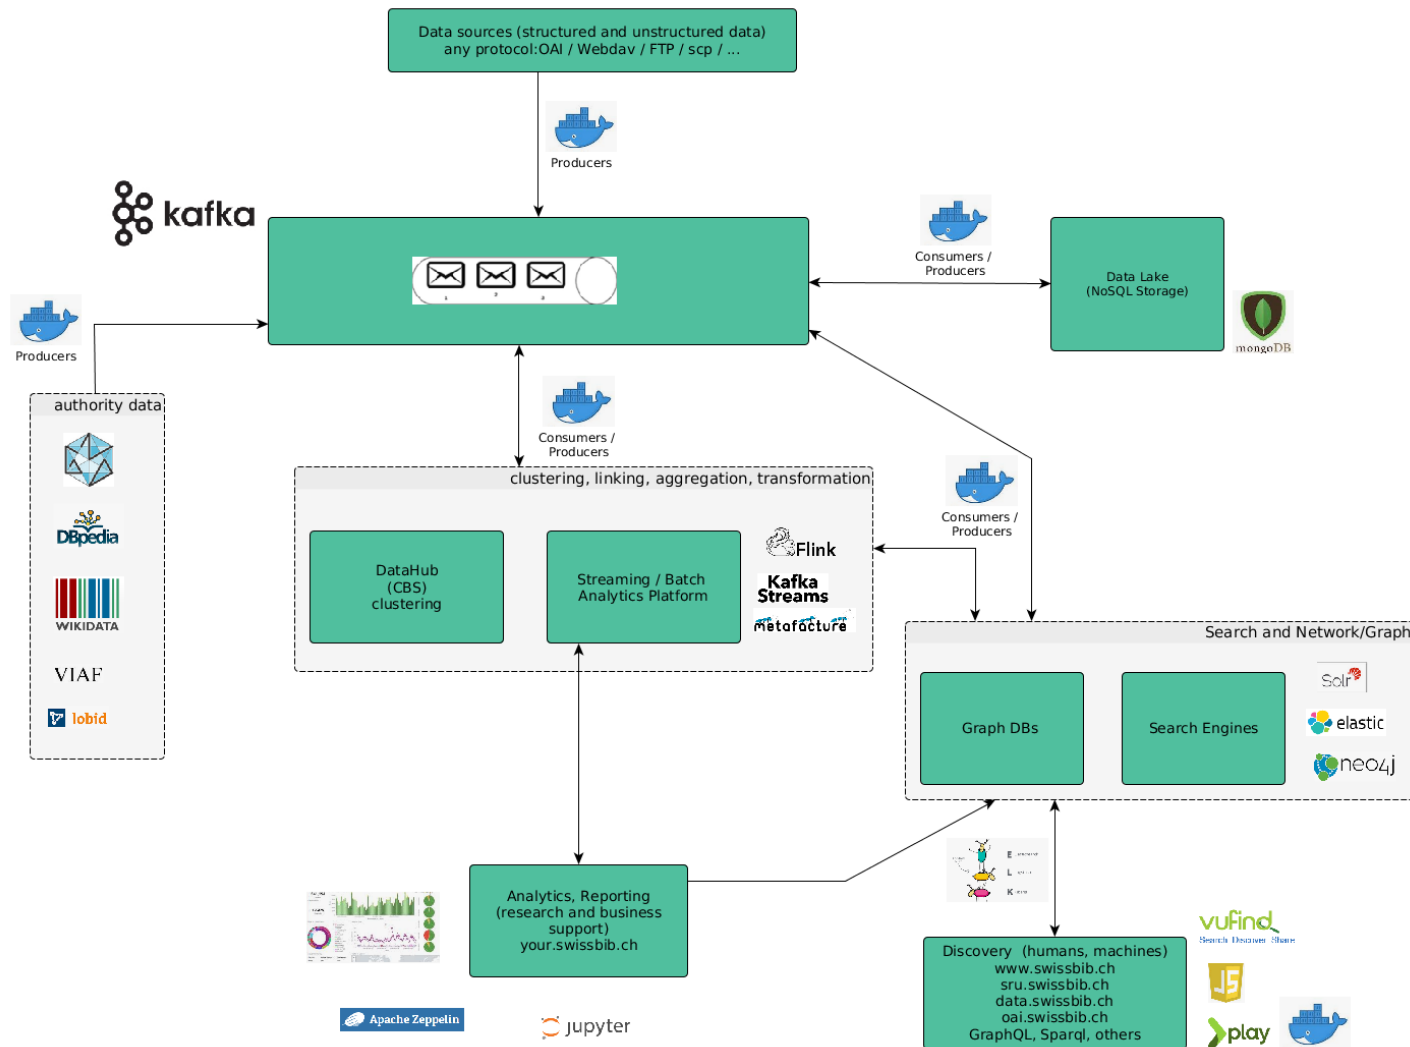 Data sources (structured and unstructured data)
any protocol:OAI / Webdav / FTP / scp / ...
Producers
kafka
1 2 3
Consumers /
Producers
Data Lake
(NoSQL Storage)
mongoDB
Producers
authority data
DBpedia
WIKIDATA
VIAF
lobid
Consumers /
Producers
clustering, linking, aggregation, transformation
DataHub
(CBS)
clustering
Streaming / Batch
Analytics Platform
Flink
Kafka
Streams
metafacture
Consumers /
Producers
Search and Network/Graph
Graph DBs
Search Engines
Solr
elastic
neo4j
Analytics, Reporting
(research and business
support)
your.swissbib.ch
Apache Zeppelin
jupyter
E
L
K
Discovery (humans, machines)
www.swissbib.ch
sru.swissbib.ch
data.swissbib.ch
oai.swissbib.ch
GraphQL, Sparql, others
vufind
Search Discover Share
JS
play